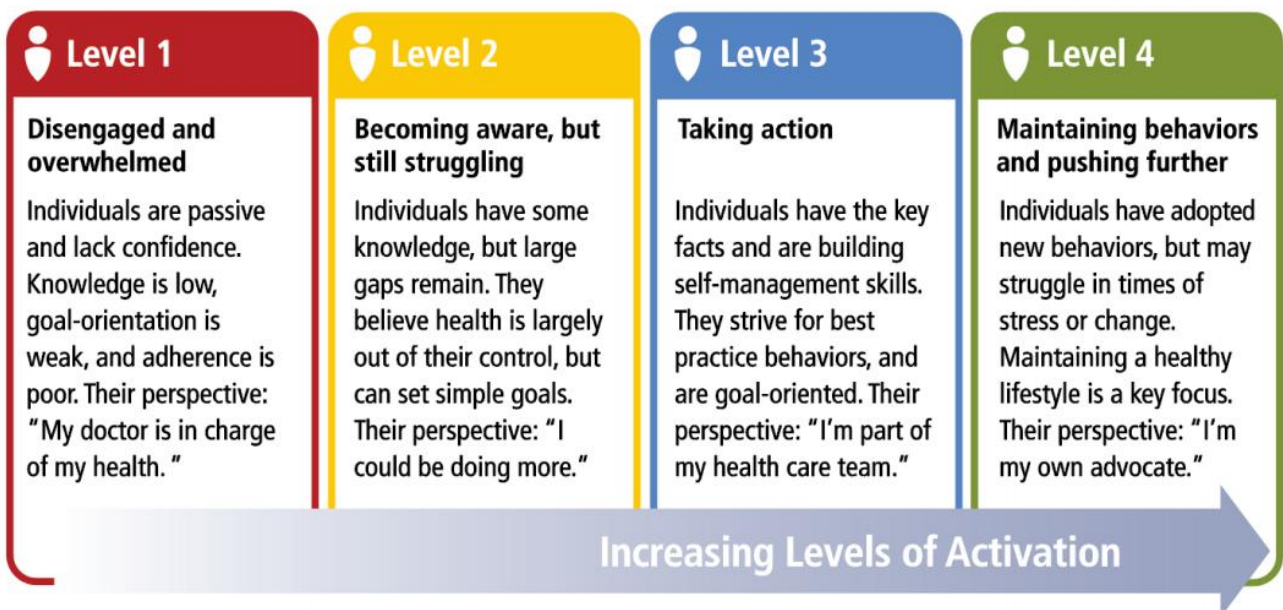 Level 1
Disengaged and
overwhelmed
Individuals are passive
and lack confidence.
Knowledge is low,
goal-orientation is
weak, and adherence is
poor. Their perspective:
“My doctor is in charge
of my health. ”
Level 2
Becoming aware, but
still struggling
Individuals have some
knowledge, but large
gaps remain. They
believe health is largely
out of their control, but
can set simple goals.
Their perspective: “I
could be doing more.”
Level 3
Taking action
Individuals have the key
facts and are building
self-management skills.
They strive for best
practice behaviors, and
are goal-oriented. Their
perspective: “I’m part of
my health care team.”
Level 4
Maintaining behaviors
and pushing further
Individuals have adopted
new behaviors, but may
struggle in times of
stress or change.
Maintaining a healthy
lifestyle is a key focus.
Their perspective: “I’m
my own advocate.”
Increasing Levels of Activation